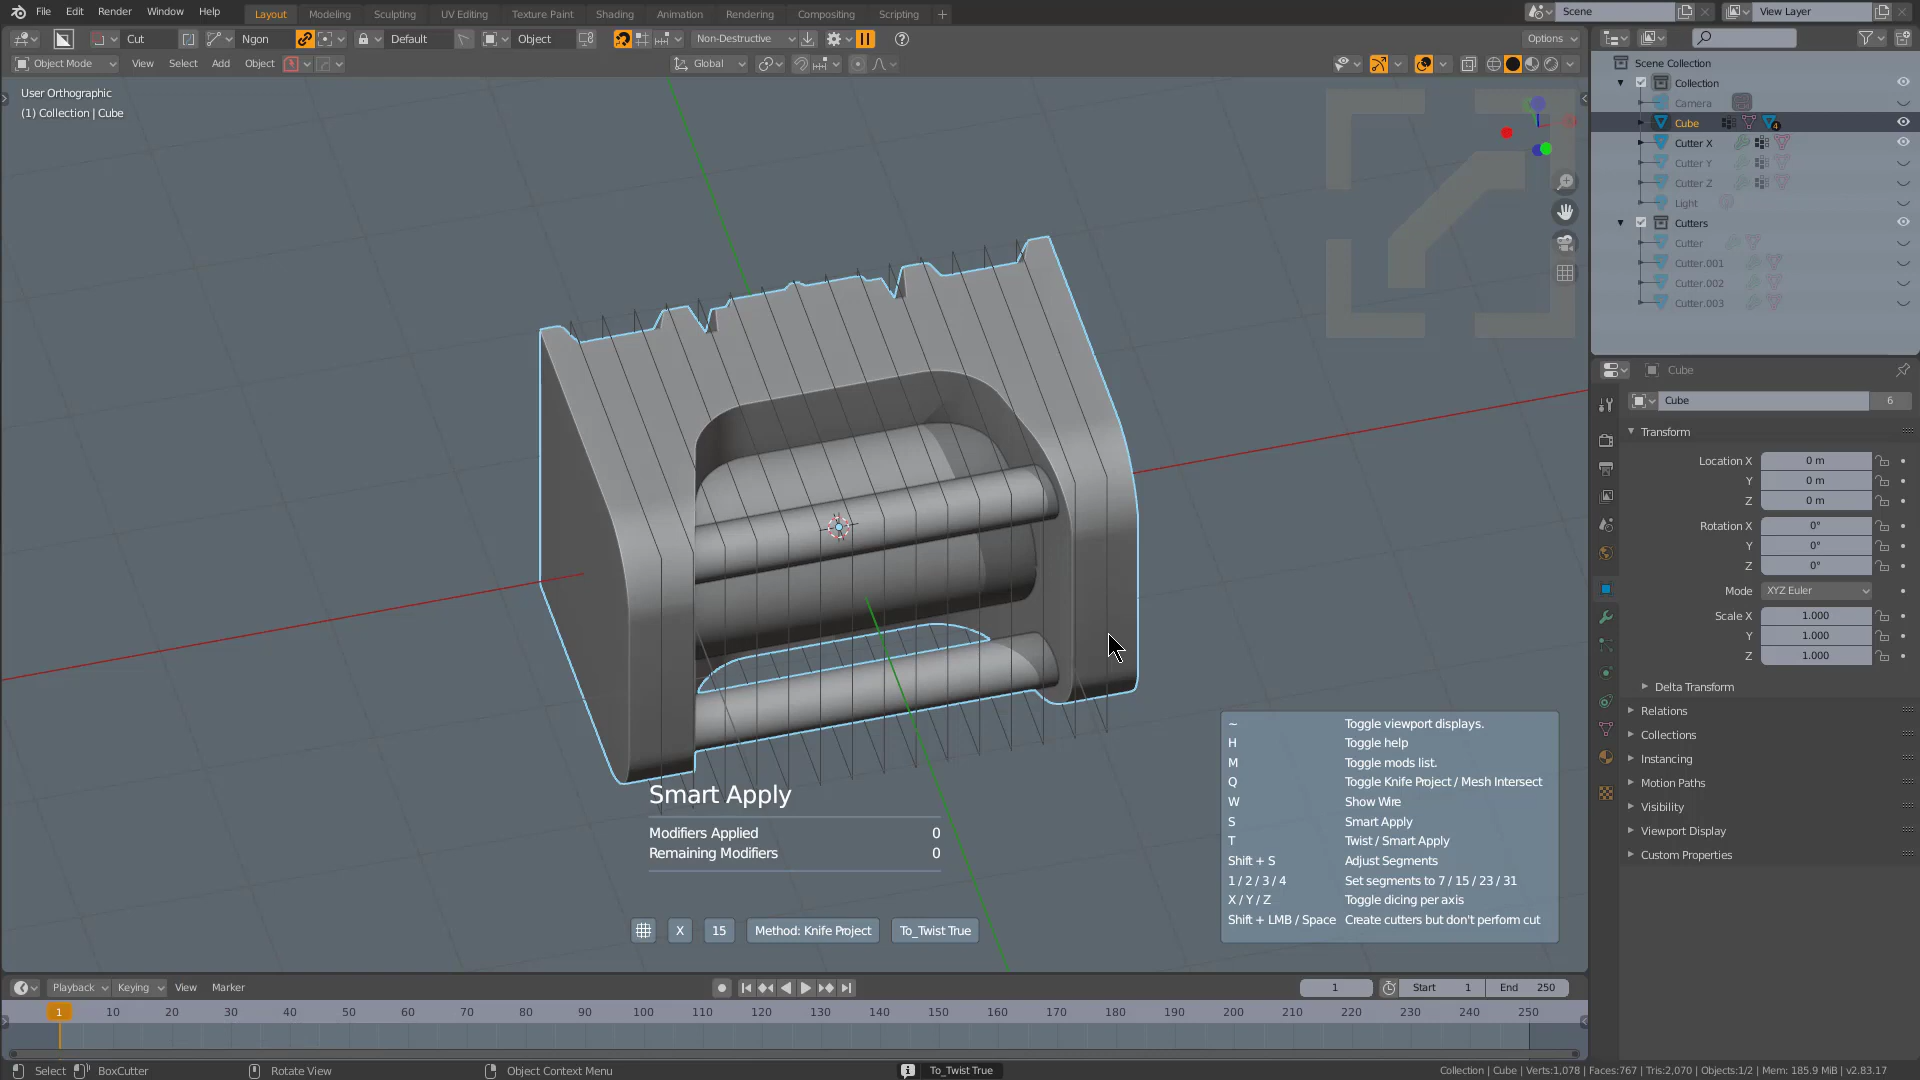 File Edit Render Window Help Layout Modeling Sculpting UV Editing Texture Paint Shading Animation Rendering Compositing Scripting + Scene View Layer
Cut Ngon Default Object Non-Destructive Options
Object Mode View Select Add Object Global
User Orthographic
(1) Collection | Cube
Scene Collection
Collection
Camera
Cube 4
Cutter X
Cutter Y
Cutter Z
Light
Cutters
Cutter
Cutter.001
Cutter.002
Cutter.003
Cube
Cube 6
Transform
Location X 0 m
Y 0 m
Z 0 m
Rotation X 0°
Y 0°
Z 0°
Mode XYZ Euler
Scale X 1.000
Y 1.000
Z 1.000
Delta Transform
Relations
Collections
Instancing
Motion Paths
Visibility
Viewport Display
Custom Properties
~ Toggle viewport displays.
H Toggle help
M Toggle mods list.
Q Toggle Knife Project / Mesh Intersect
W Show Wire
S Smart Apply
T Twist / Smart Apply
Shift + S Adjust Segments
1 / 2 / 3 / 4 Set segments to 7 / 15 / 23 / 31
X / Y / Z Toggle dicing per axis
Shift + LMB / Space Create cutters but don't perform cut
Smart Apply
Modifiers Applied 0
Remaining Modifiers 0
X 15 Method: Knife Project To_Twist True
Playback Keying View Marker 1 Start 1 End 250
1 10 20 30 40 50 60 70 80 90 100 110 120 130 140 150 160 170 180 190 200 210 220 230 240 250
Select BoxCutter Rotate View Object Context Menu To_Twist True Collection | Cube | Verts:1,078 | Faces:767 | Tris:2,070 | Objects:1/2 | Mem: 185.9 MiB | v2.83.17